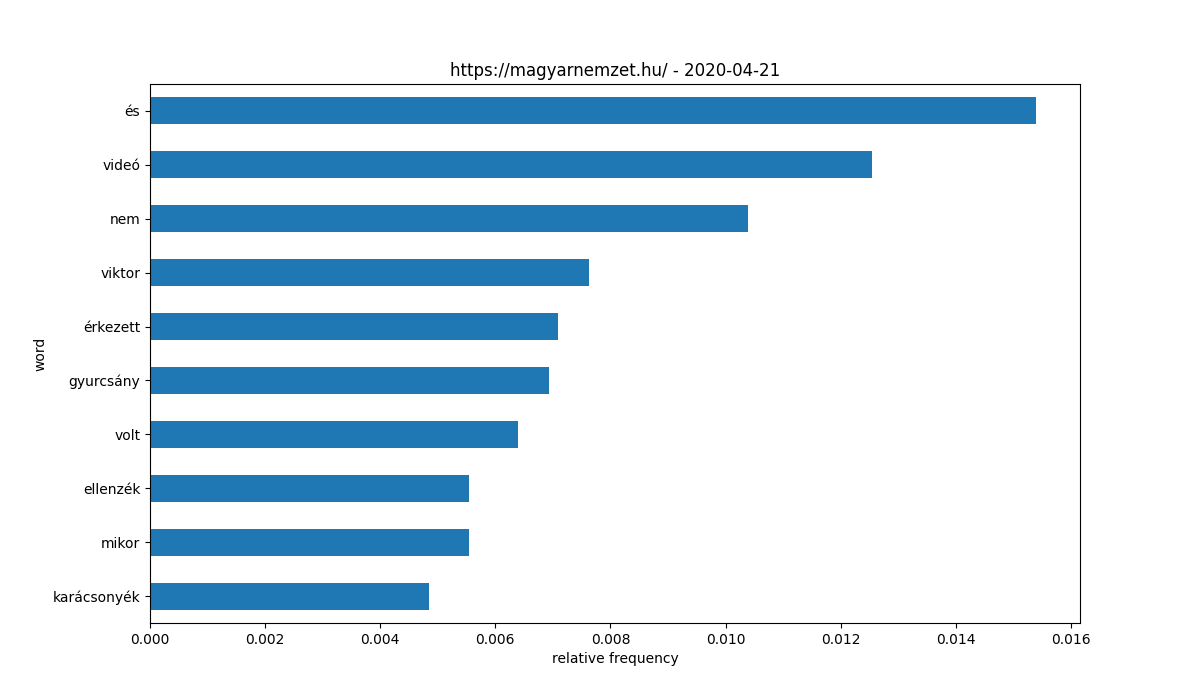 https://magyarnemzet.hu/ - 2020-04-21
és
videó
nem
viktor
érkezett
gyurcsány
volt
ellenzék
mikor
karácsonyék
word
0.000 0.002 0.004 0.006 0.008 0.010 0.012 0.014 0.016
relative frequency